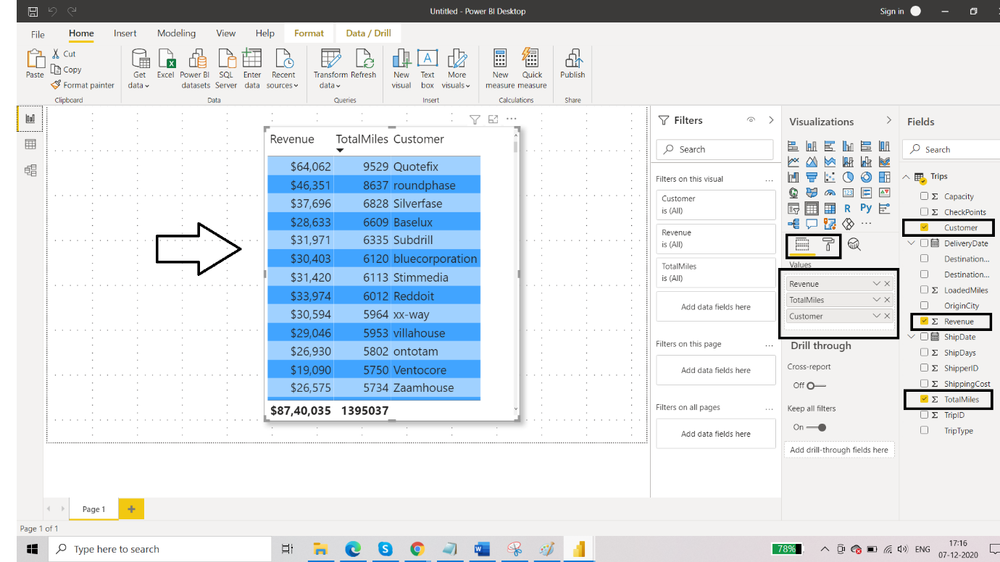 Untitled - Power BI Desktop
Sign in
File Home Insert Modeling View Help Format Data / Drill
Paste
Cut
Copy
Format painter
Clipboard
Get data
Excel
Power BI datasets
SQL Server
Enter data
Recent sources
Data
Transform data
Refresh
Queries
New visual
Text box
More visuals
Insert
New measure
Quick measure
Calculations
Publish
Share
Revenue TotalMiles Customer
$64,062 9529 Quotefix
$46,351 8637 roundphase
$37,696 6828 Silverfase
$28,633 6609 Baselux
$31,971 6335 Subdrill
$30,403 6120 bluecorporation
$31,420 6113 Stimmedia
$33,974 6012 Reddoit
$30,594 5964 xx-way
$29,046 5953 villahouse
$26,930 5802 ontotam
$19,090 5750 Ventocore
$26,575 5734 Zaamhouse
$87,40,035 1395037
Filters
Search
Filters on this visual ...
Customer
is (All)
Revenue
is (All)
TotalMiles
is (All)
Add data fields here
Filters on this page ...
Add data fields here
Filters on all pages ...
Add data fields here
Visualizations
123
R Py
...
Values
Revenue
TotalMiles
Customer
Drill through
Cross-report
Off
Keep all filters
On
Add drill-through fields here
Fields
Search
Trips
Σ Capacity
Σ CheckPoints
Customer
DeliveryDate
Destination...
Destination...
Σ LoadedMiles
OriginCity
Σ Revenue
ShipDate
Σ ShipDays
Σ ShipperID
Σ ShippingCost
Σ TotalMiles
Σ TripID
TripType
Page 1
Page 1 of 1
Type here to search
78%
ENG
17:16
07-12-2020